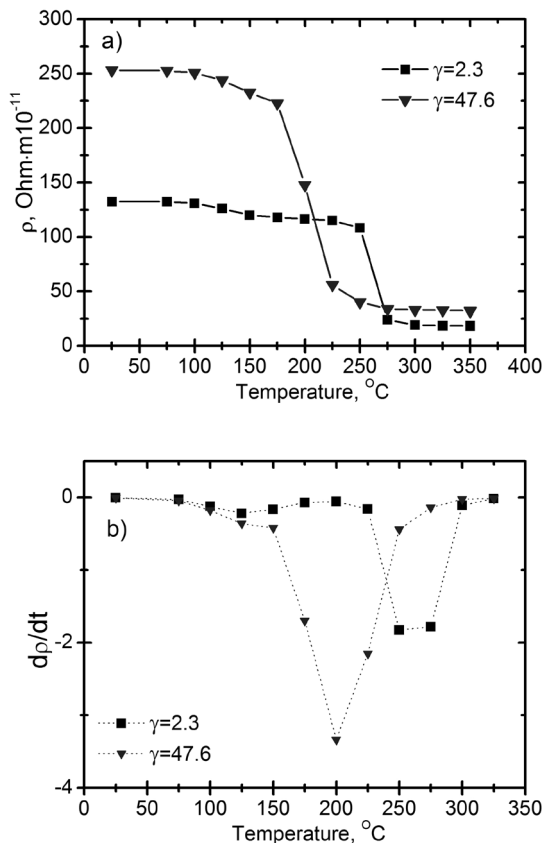 300
a)
γ=2.3
250
γ=47.6
200
150
100
50
0
ρ, Ohm·m10⁻¹¹
0 50 100 150 200 250 300 350 400
Temperature, °C
0
b)
-2
dρ/dt
γ=2.3
γ=47.6
-4
0 50 100 150 200 250 300 350
Temperature, °C